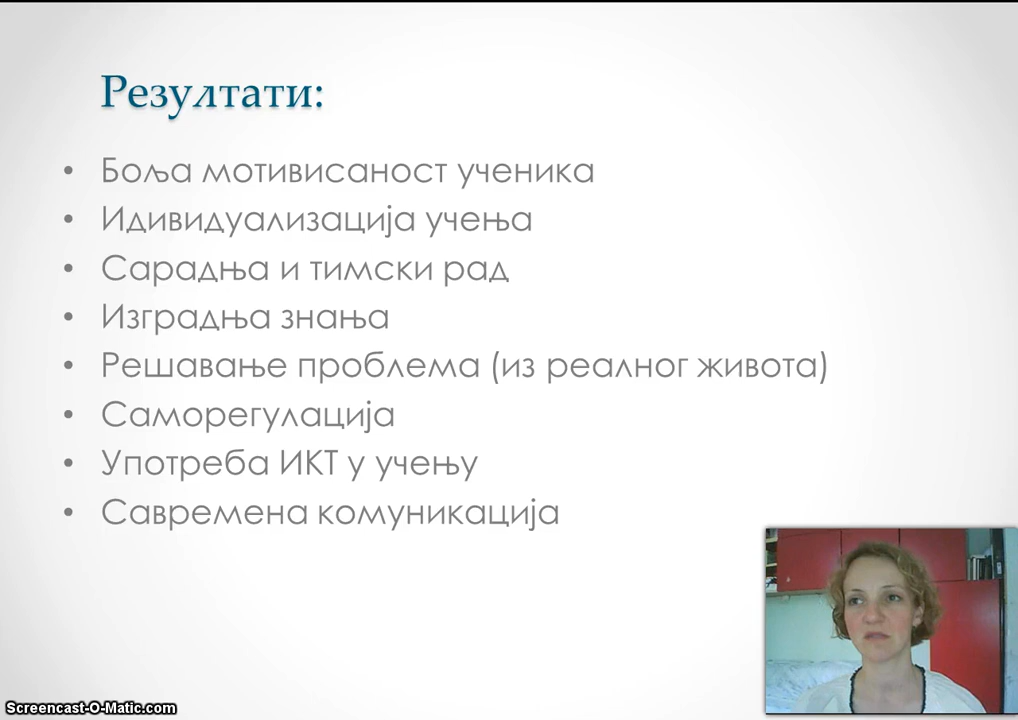 Резултати:
• Боља мотивисаност ученика
• Идивидуализација учења
• Сарадња и тимски рад
• Изградња знања
• Решавање проблема (из реалног живота)
• Саморегулација
• Употреба ИКТ у учењу
• Савремена комуникација
Screencast-O-Matic.com